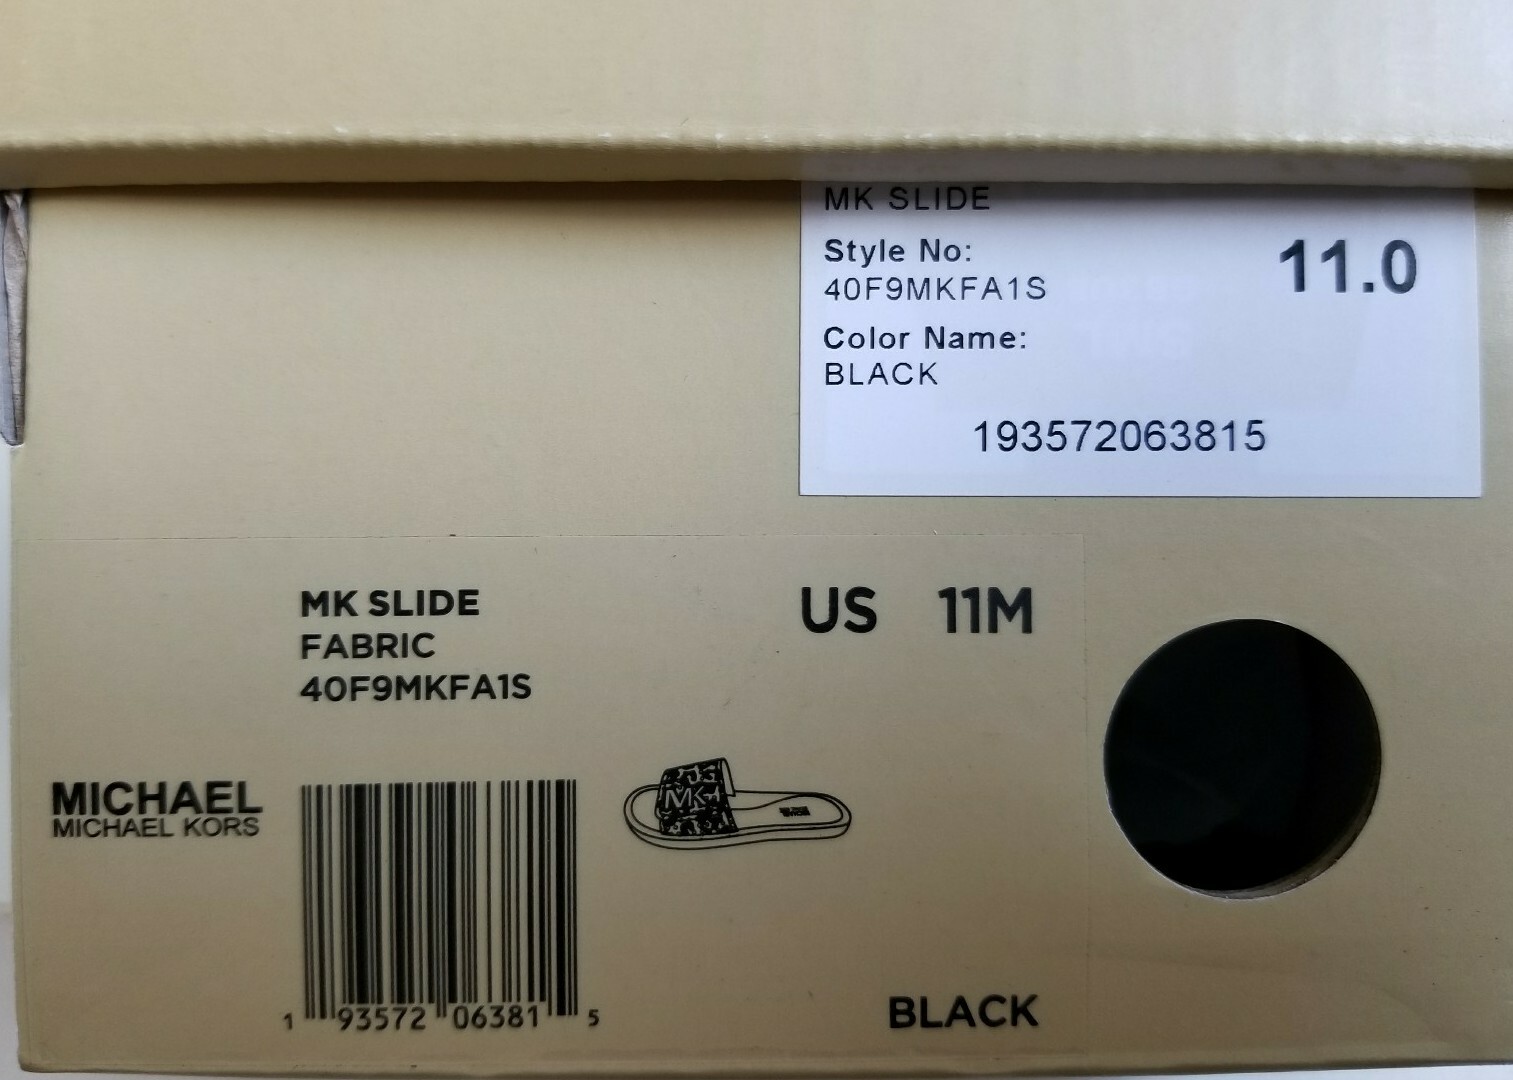 MK SLIDE
Style No:
11.0
40F9MKFA1S
Color Name:
BLACK
193572063815
MK SLIDE
US 11M
FABRIC
40F9MKFA1S
MICHAEL
MICHAEL KORS
MK
1 93572 06381 5
BLACK